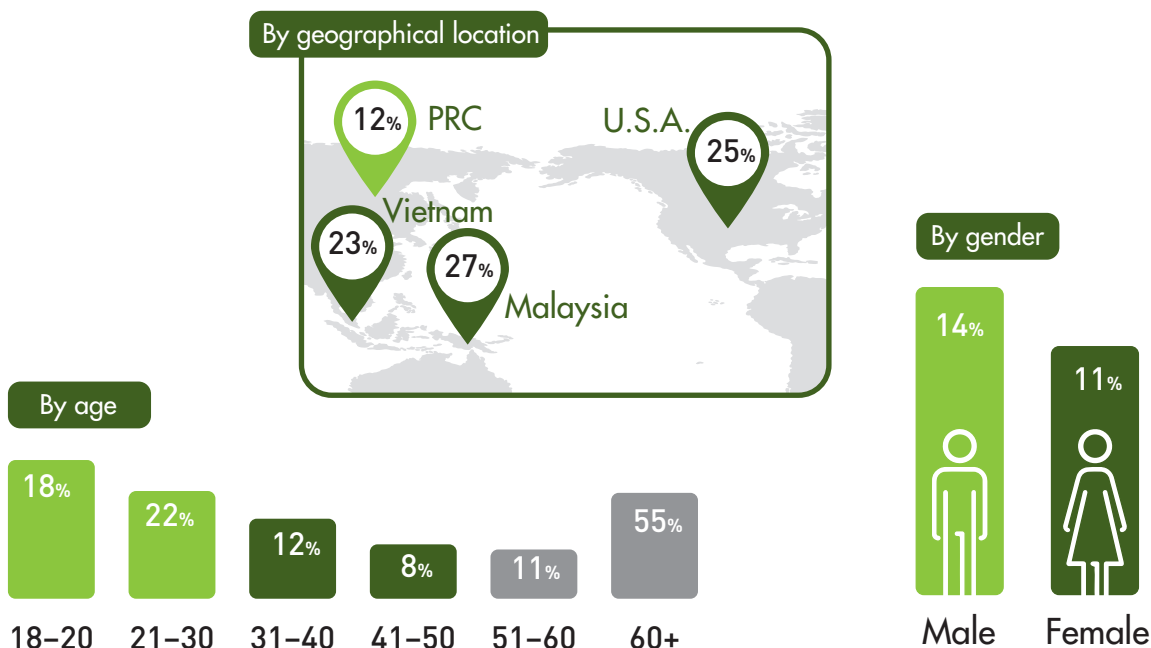 By geographical location
12% PRC
U.S.A.
25%
Vietnam
23%
27%
Malaysia
By gender
14%
11%
Male Female
By age
18% 22% 12% 8% 11% 55%
18–20 21–30 31–40 41–50 51–60 60+